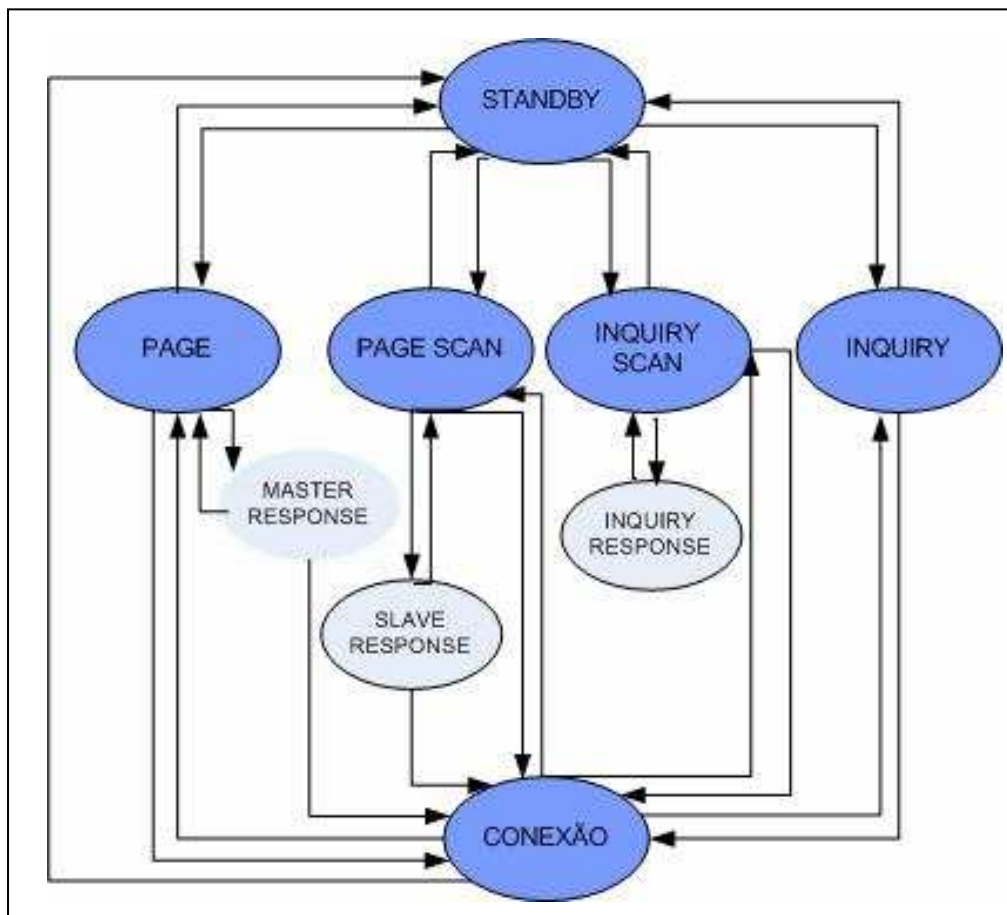 STANDBY
PAGE
PAGE SCAN
INQUIRY
SCAN
INQUIRY
MASTER
RESPONSE
INQUIRY
RESPONSE
SLAVE
RESPONSE
CONEXÃO